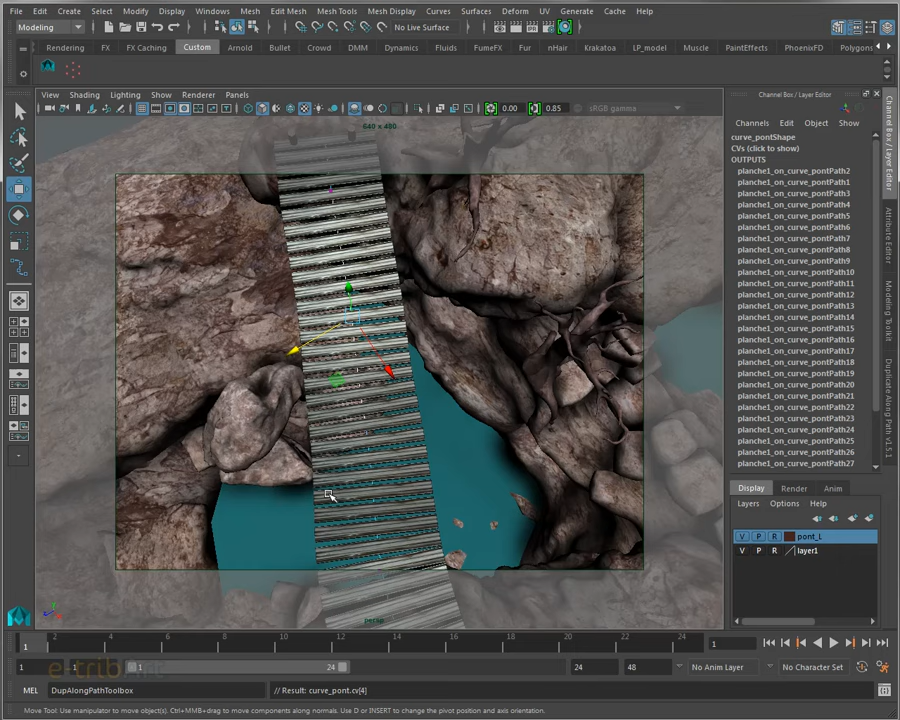 File Edit Create Select Modify Display Windows Mesh Edit Mesh Mesh Tools Mesh Display Curves Surfaces Deform UV Generate Cache Help
Modeling No Live Surface
Rendering FX FX Caching Custom Arnold Bullet Crowd DMM Dynamics Fluids FumeFX Fur nHair Krakatoa LP_model Muscle PaintEffects PhoenixFD Polygons
View Shading Lighting Show Renderer Panels
0.00 0.85 sRGB gamma
640 x 480
persp
Channel Box / Layer Editor
Channels Edit Object Show
curve_pontShape
CVs (click to show)
OUTPUTS
planche1_on_curve_pontPath2
planche1_on_curve_pontPath1
planche1_on_curve_pontPath3
planche1_on_curve_pontPath4
planche1_on_curve_pontPath5
planche1_on_curve_pontPath6
planche1_on_curve_pontPath7
planche1_on_curve_pontPath8
planche1_on_curve_pontPath9
planche1_on_curve_pontPath10
planche1_on_curve_pontPath11
planche1_on_curve_pontPath12
planche1_on_curve_pontPath13
planche1_on_curve_pontPath14
planche1_on_curve_pontPath15
planche1_on_curve_pontPath16
planche1_on_curve_pontPath17
planche1_on_curve_pontPath18
planche1_on_curve_pontPath19
planche1_on_curve_pontPath20
planche1_on_curve_pontPath21
planche1_on_curve_pontPath22
planche1_on_curve_pontPath23
planche1_on_curve_pontPath24
planche1_on_curve_pontPath25
planche1_on_curve_pontPath26
planche1_on_curve_pontPath27
Channel Box / Layer Editor
Attribute Editor
Modeling Toolkit
Duplicate Along Path v1.5.1
Display Render Anim
Layers Options Help
V P R pont_L
V P R layer1
1 2 4 6 8 10 12 14 16 18 20 22 24 1
1 1 1 24 24 48 No Anim Layer No Character Set
MEL DupAlongPathToolbox // Result: curve_pont.cv[4]
Move Tool: Use manipulator to move object(s). Ctrl+MMB+drag to move components along normals. Use D or INSERT to change the pivot position and axis orientation.